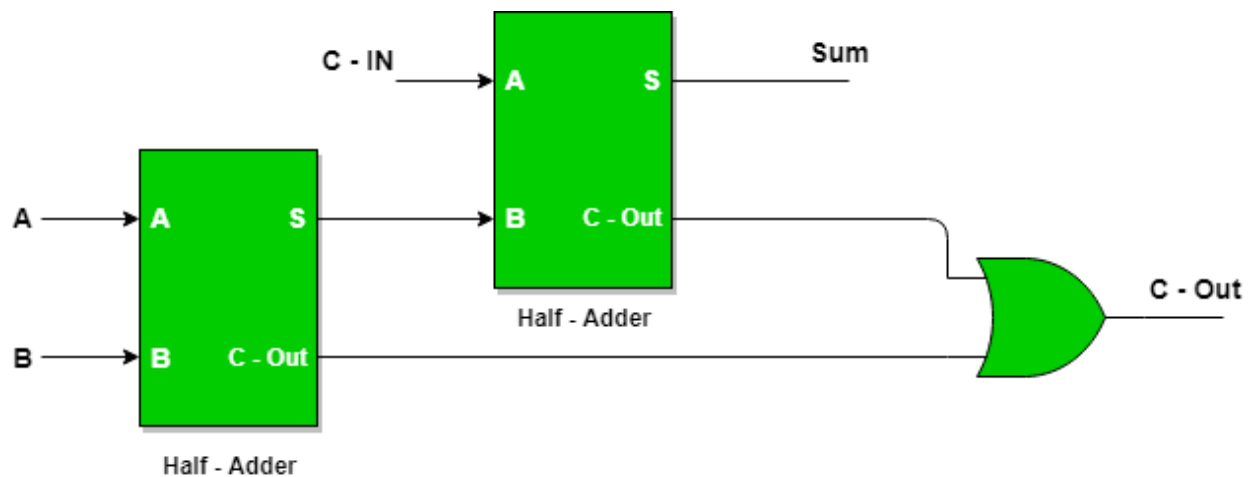 C - IN
Sum
A
S
A
A
S
B
C - Out
C - Out
Half - Adder
B
B
C - Out
Half - Adder